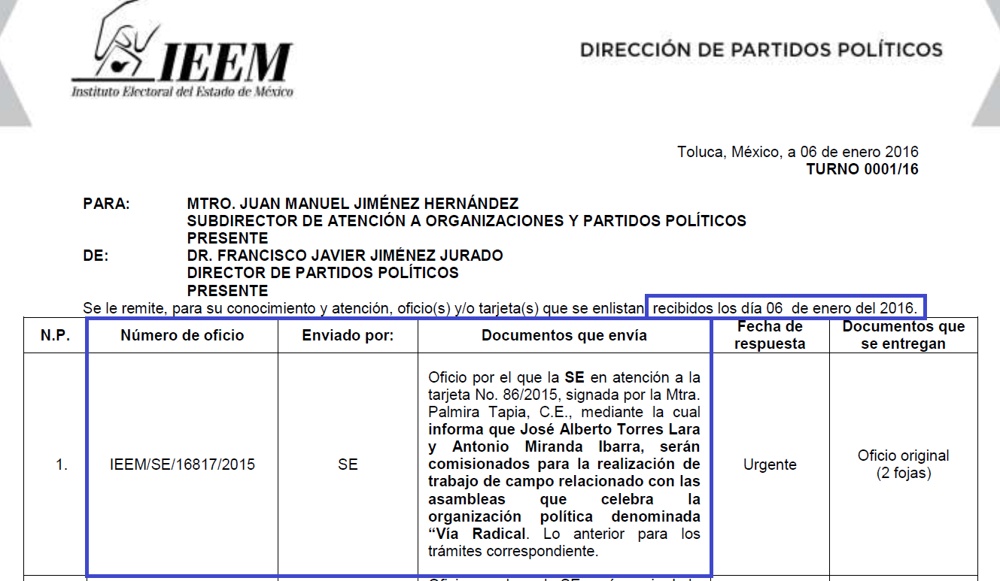 IEEM
Instituto Electoral del Estado de México
DIRECCIÓN DE PARTIDOS POLÍTICOS
Toluca, México, a 06 de enero 2016
TURNO 0001/16
PARA: MTRO. JUAN MANUEL JIMÉNEZ HERNÁNDEZ
SUBDIRECTOR DE ATENCIÓN A ORGANIZACIONES Y PARTIDOS POLÍTICOS
PRESENTE
DE: DR. FRANCISCO JAVIER JIMÉNEZ JURADO
DIRECTOR DE PARTIDOS POLÍTICOS
PRESENTE
Se le remite, para su conocimiento y atención, oficio(s) y/o tarjeta(s) que se enlistan recibidos los día 06 de enero del 2016.
N.P. Número de oficio Enviado por: Documentos que envía
Fecha de
respuesta
Documentos que
se entregan
1.
IEEM/SE/16817/2015
SE
Oficio por el que la SE en atención a la
tarjeta No. 86/2015, signada por la Mtra.
Palmira Tapia, C.E., mediante la cual
informa que José Alberto Torres Lara
y Antonio Miranda Ibarra, serán
comisionados para la realización de
trabajo de campo relacionado con las
asambleas que celebra la
organización política denominada
“Vía Radical. Lo anterior para los
trámites correspondiente.
Urgente
Oficio original
(2 fojas)